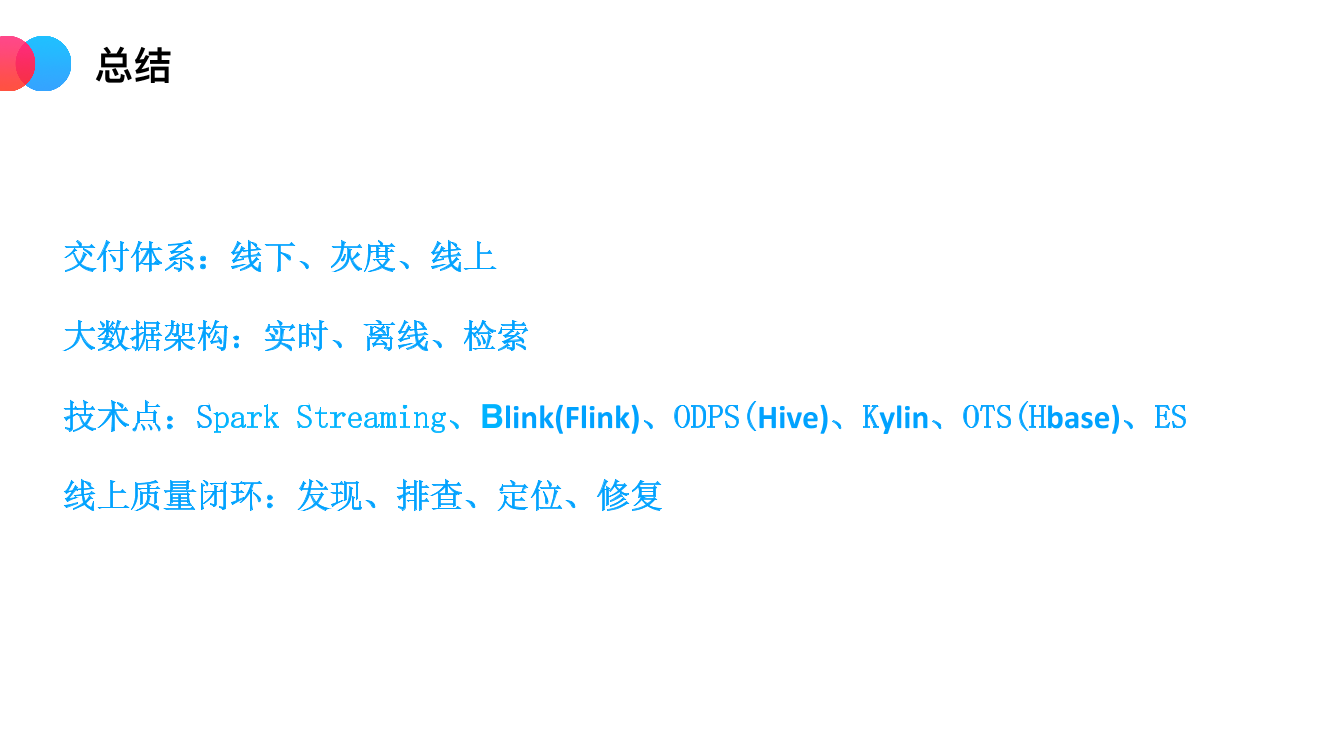 总结
交付体系：线下、灰度、线上
大数据架构：实时、离线、检索
技术点：Spark Streaming、Blink(Flink)、ODPS(Hive)、Kylin、OTS(Hbase)、ES
线上质量闭环：发现、排查、定位、修复